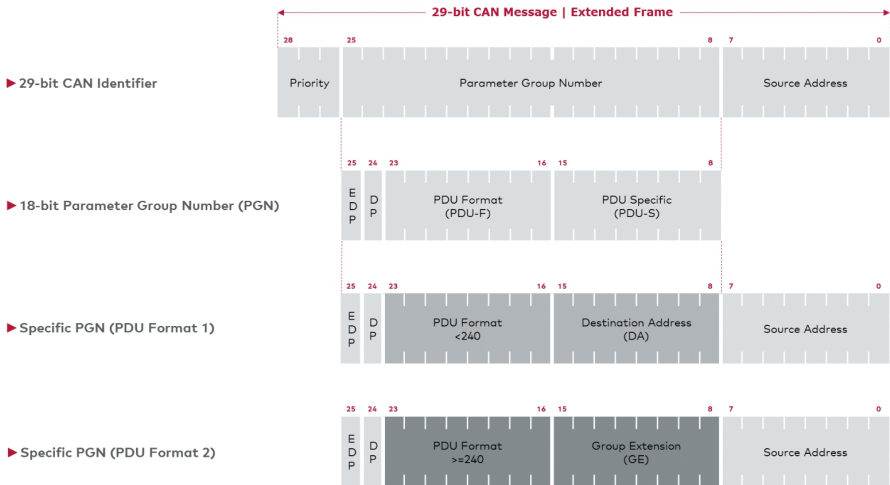 29-bit CAN Message | Extended Frame
28 25 8 7 0
▶ 29-bit CAN Identifier
Priority Parameter Group Number Source Address
25 24 23 16 15 8
▶ 18-bit Parameter Group Number (PGN)
E
D
P
D
P
PDU Format
(PDU-F)
PDU Specific
(PDU-S)
25 24 23 16 15 8 7 0
▶ Specific PGN (PDU Format 1)
E
D
P
D
P
PDU Format
<240
Destination Address
(DA)
Source Address
25 24 23 16 15 8 7 0
▶ Specific PGN (PDU Format 2)
E
D
P
D
P
PDU Format
>=240
Group Extension
(GE)
Source Address